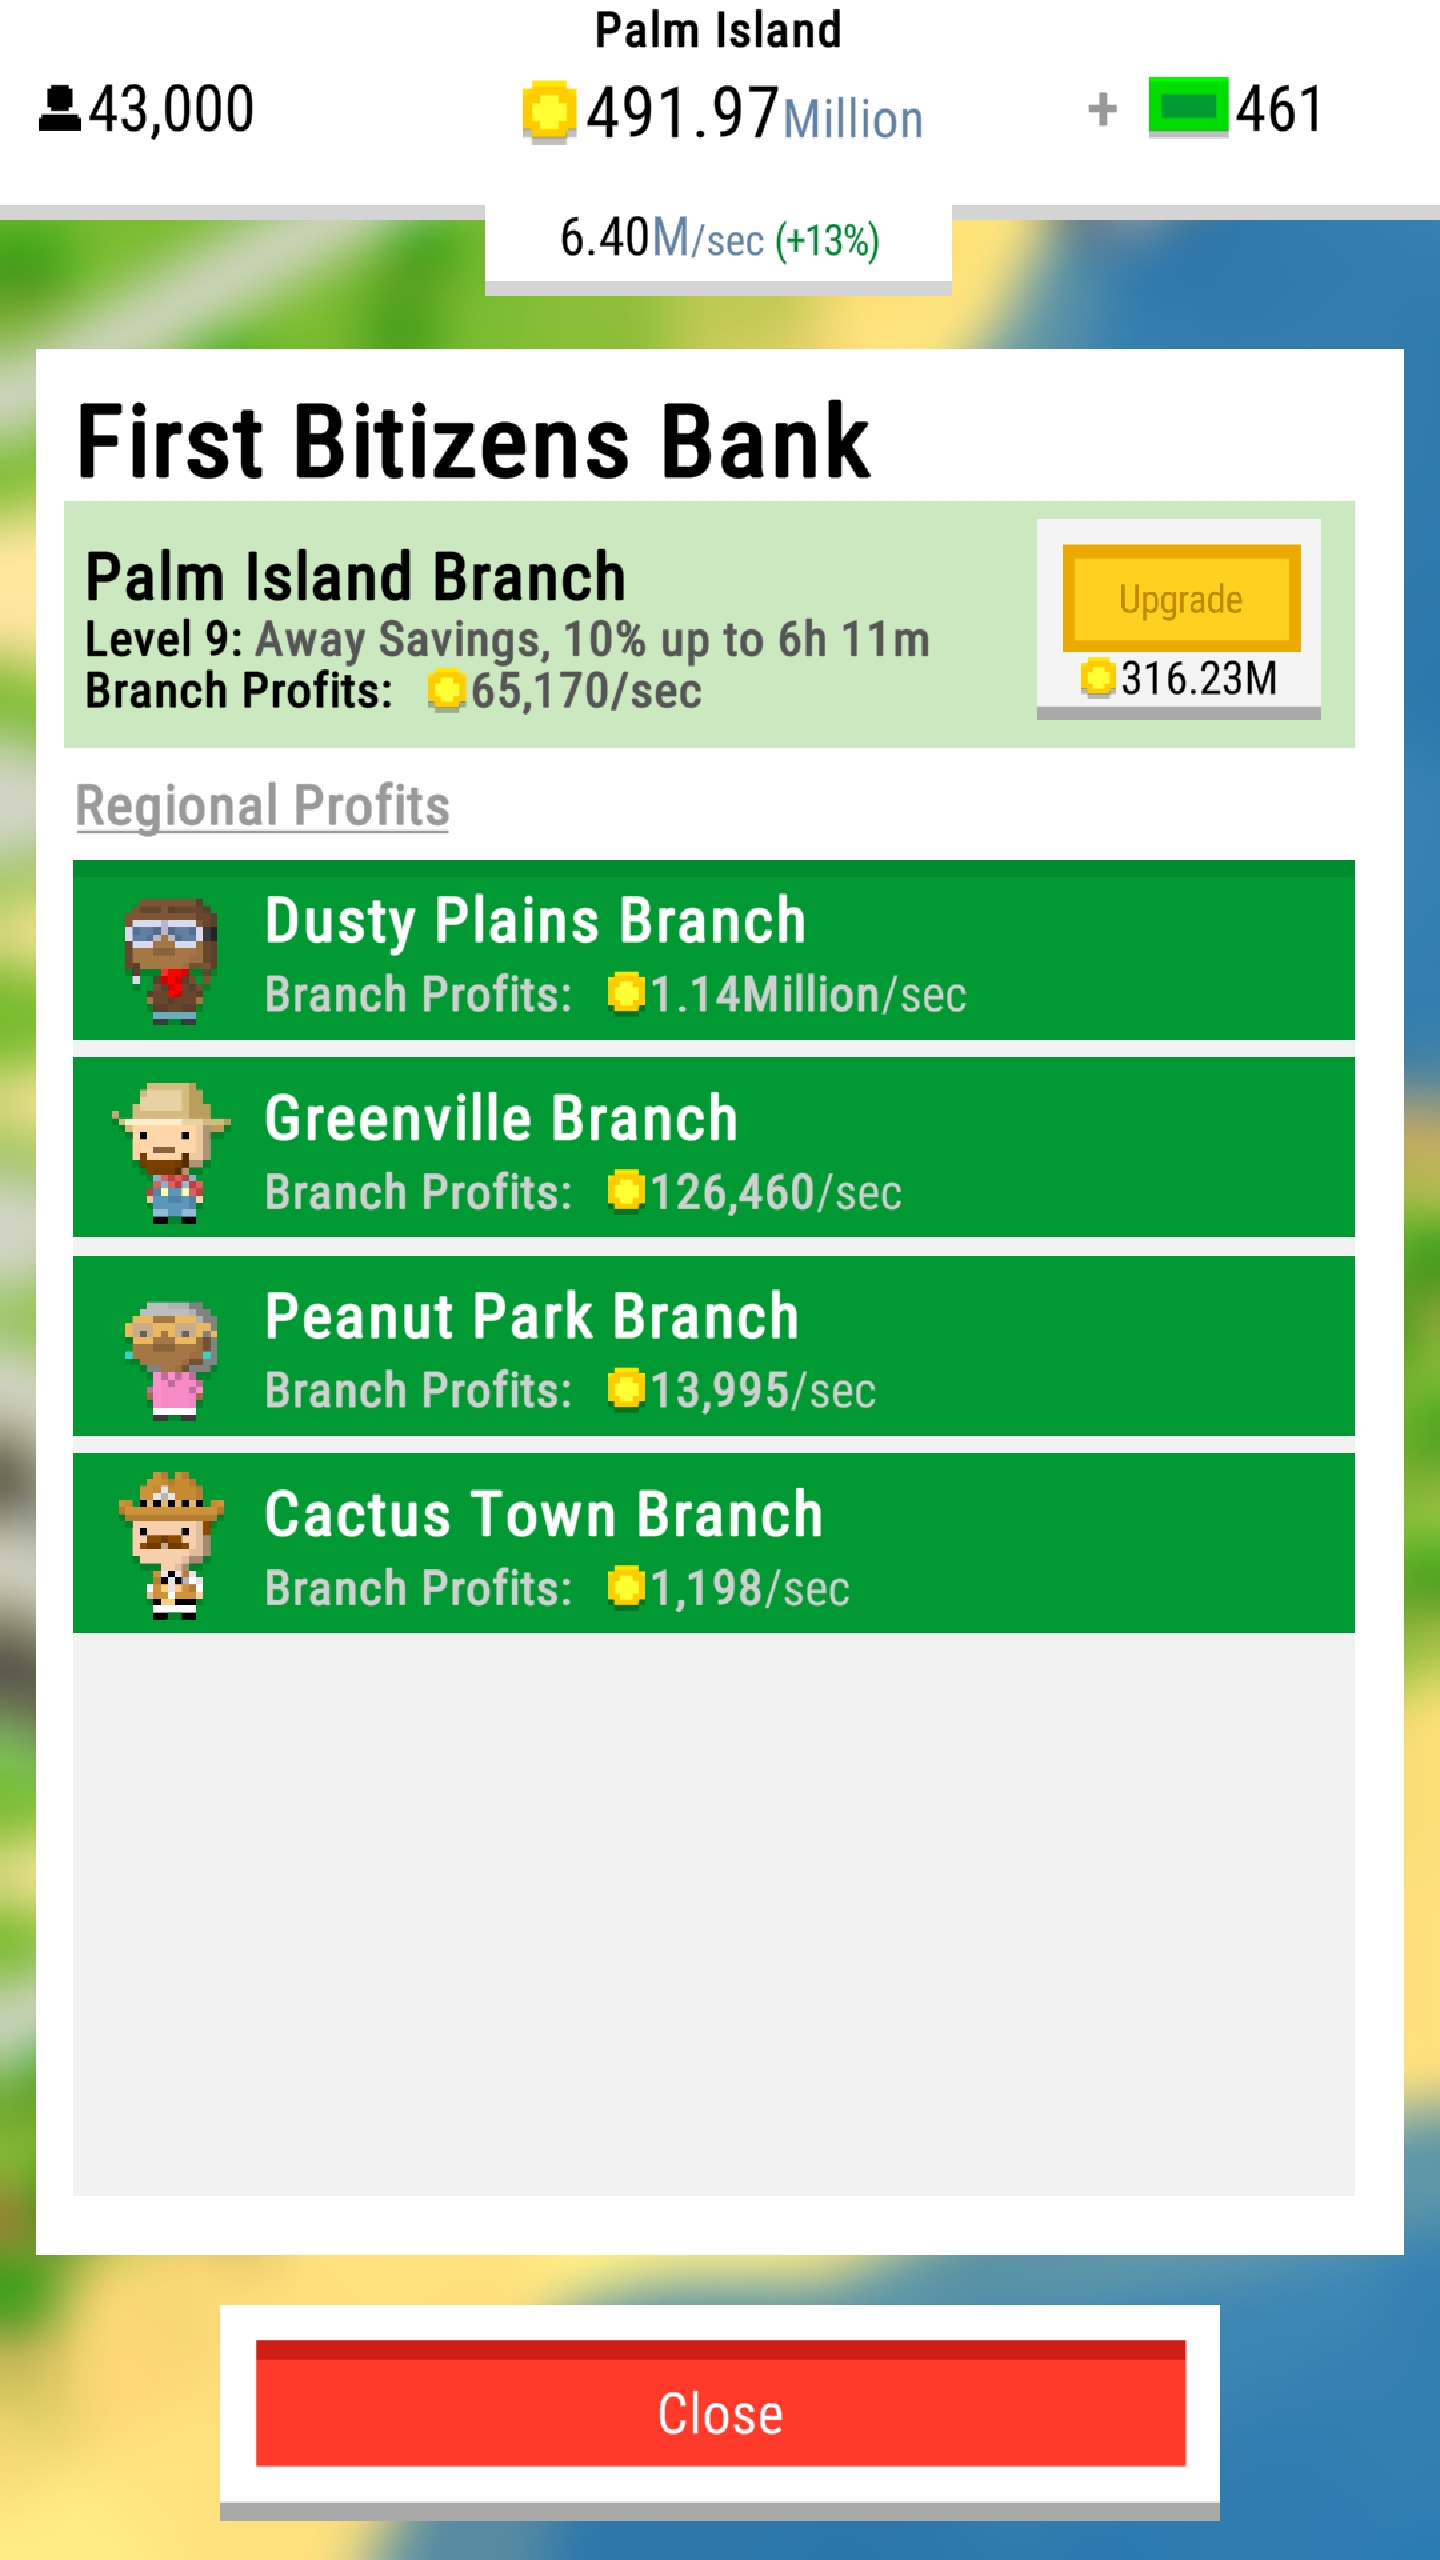 Palm Island
43,000
491.97Million
+ 461
6.40M/sec (+13%)
First Bitizens Bank
Palm Island Branch
Level 9: Away Savings, 10% up to 6h 11m
Branch Profits: 65,170/sec
Upgrade
316.23M
Regional Profits
Dusty Plains Branch
Branch Profits: 1.14Million/sec
Greenville Branch
Branch Profits: 126,460/sec
Peanut Park Branch
Branch Profits: 13,995/sec
Cactus Town Branch
Branch Profits: 1,198/sec
Close